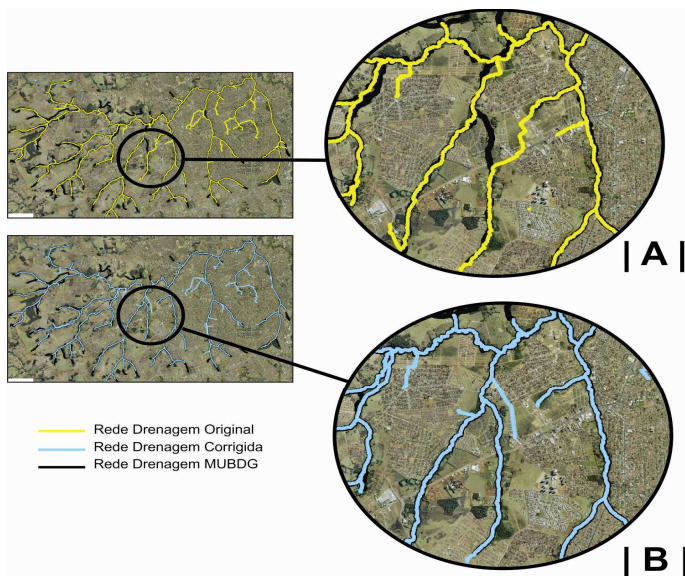 | A |
Rede Drenagem Original
Rede Drenagem Corrigida
Rede Drenagem MUBDG
| B |